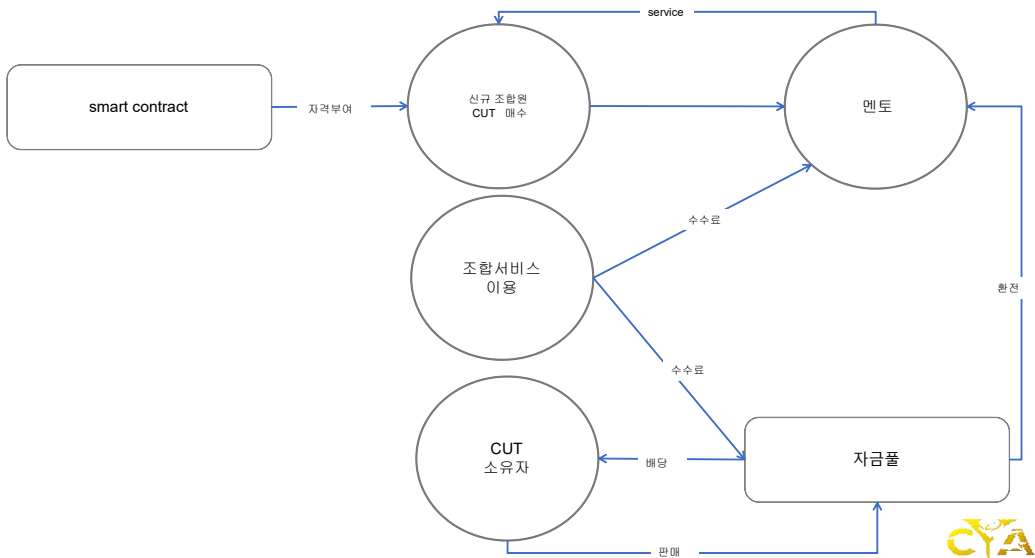 service
smart contract
자격부여
신규 조합원
CUT 매수
멘토
수수료
조합서비스
이용
환전
수수료
CUT
소유자
배당
자금풀
판매
CYA